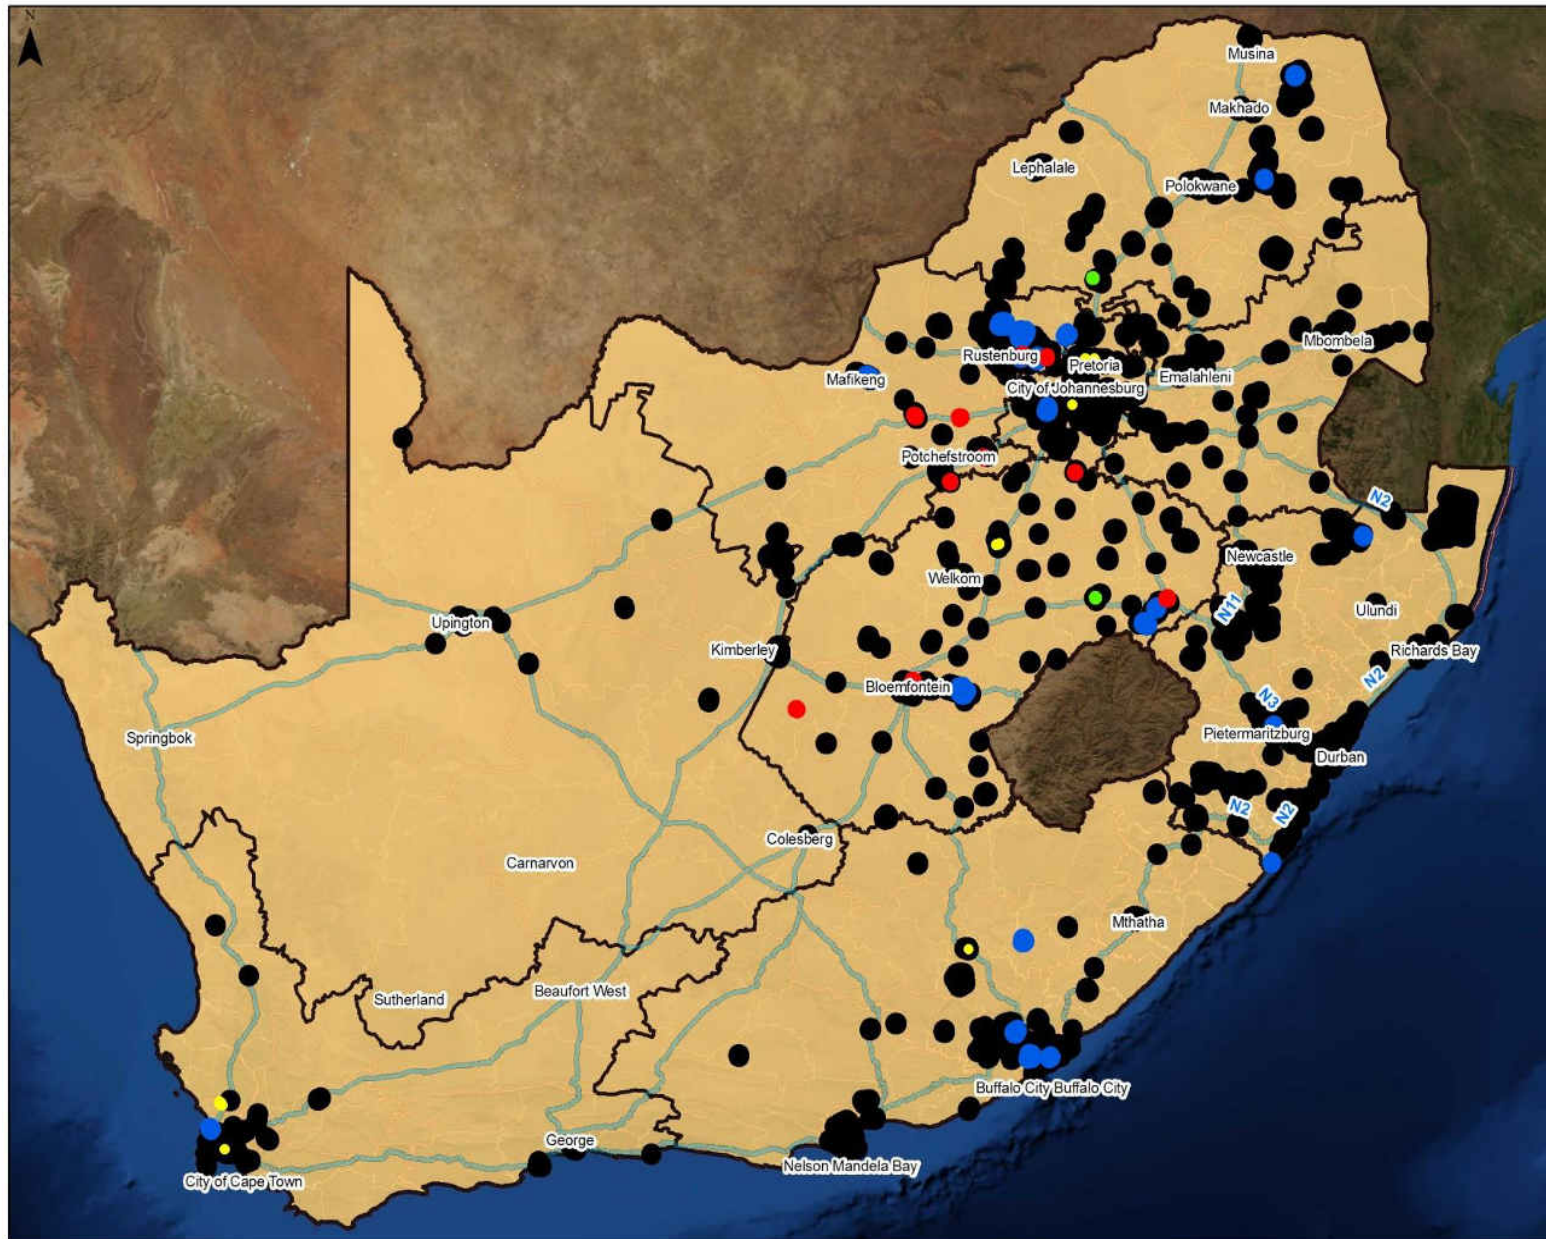 N
Musina
Makhado
Lephalale
Polokwane
Mbombela
Rustenburg
Pretoria
Emalahleni
Mafikeng
City of Johannesburg
Potchefstroom
N2
Newcastle
Welkom
N11
Ulundi
Upington
Kimberley
Richards Bay
Bloemfontein
N2
N3
Springbok
Pietermaritzburg
Durban
N2
N2
Colesberg
Carnarvon
Mthatha
Beaufort West
Sutherland
Buffalo City Buffalo City
George
Nelson Mandela Bay
City of Cape Town